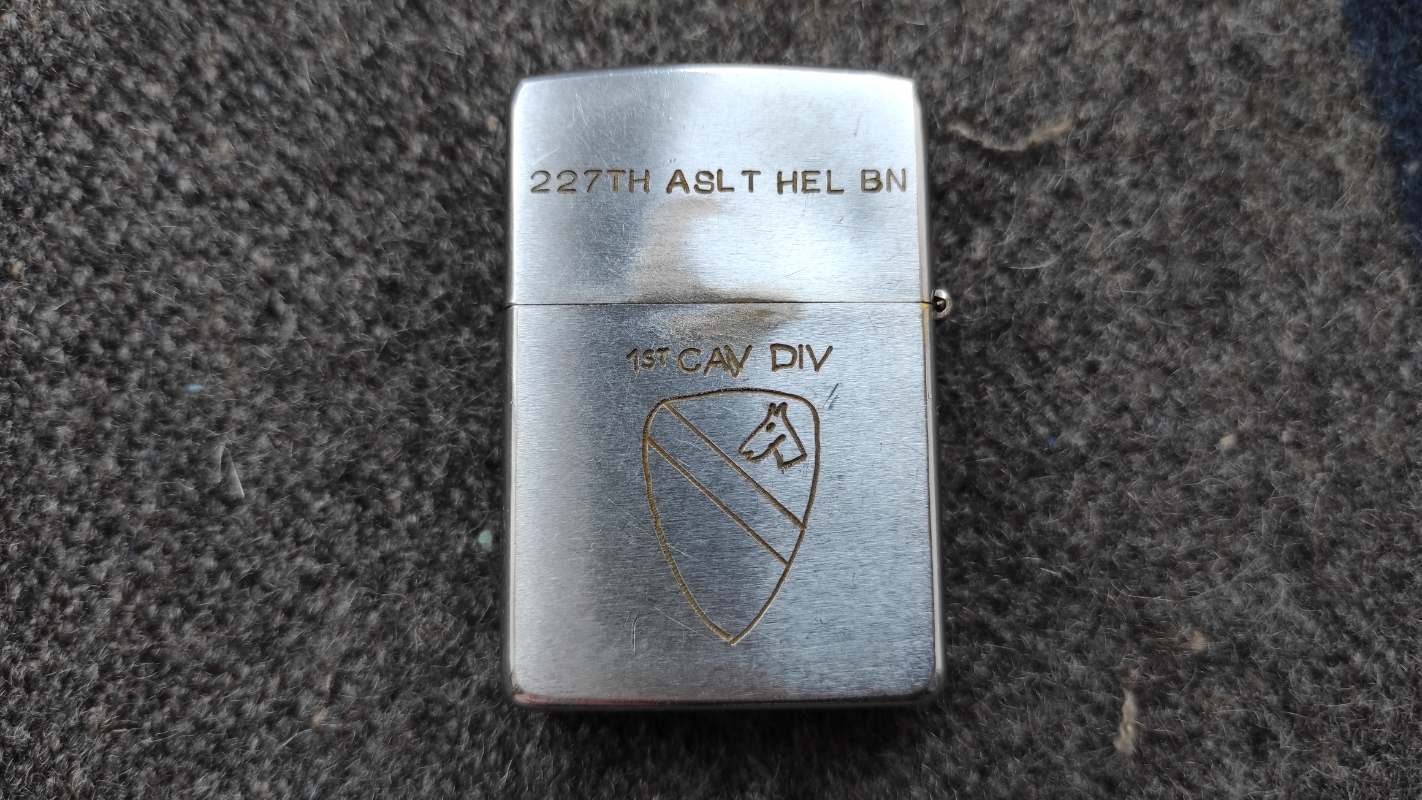 227TH ASLT HEL BN
1ST CAV DIV